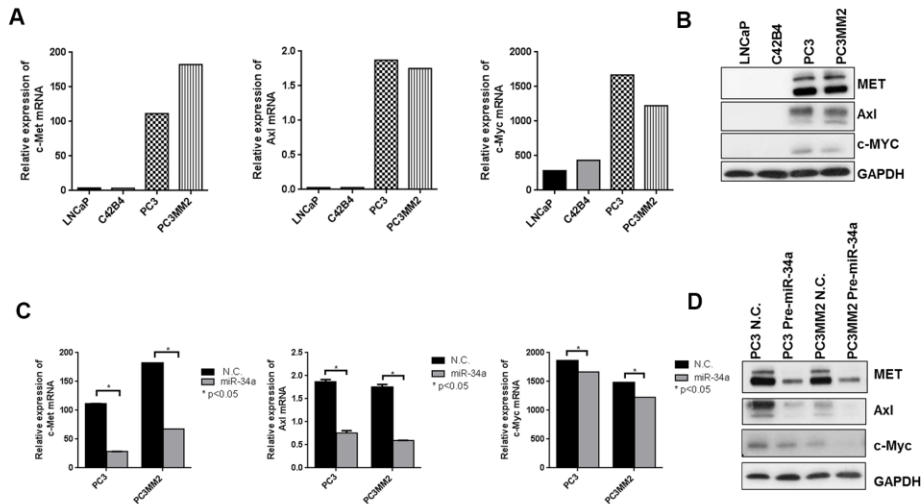 A
Relative expression of
c-Met mRNA
200
150
100
50
0
LNCaP
C42B4
PC3
PC3MM2
Relative expression of
Axl mRNA
2.0
1.5
1.0
0.5
0.0
LNCaP
C42B4
PC3
PC3MM2
Relative expression of
c-Myc mRNA
2000
1500
1000
500
0
LNCaP
C42B4
PC3
PC3MM2
B
LNCaP
C42B4
PC3
PC3MM2
MET
Axl
c-MYC
GAPDH
C
Relative expression of
c-Met mRNA
200
150
100
50
0
*
*
PC3
PC3MM2
N.C.
miR-34a
* p<0.05
Relative expression of
Axl mRNA
2.5
2.0
1.5
1.0
0.5
0.0
*
*
PC3
PC3MM2
N.C.
miR-34a
* p<0.05
Relative expression of
c-Myc mRNA
2000
1500
1000
500
0
*
*
PC3
PC3MM2
N.C.
miR-34a
* p<0.05
D
PC3 N.C.
PC3 Pre-miR-34a
PC3MM2 N.C.
PC3MM2 Pre-miR-34a
MET
Axl
c-Myc
GAPDH